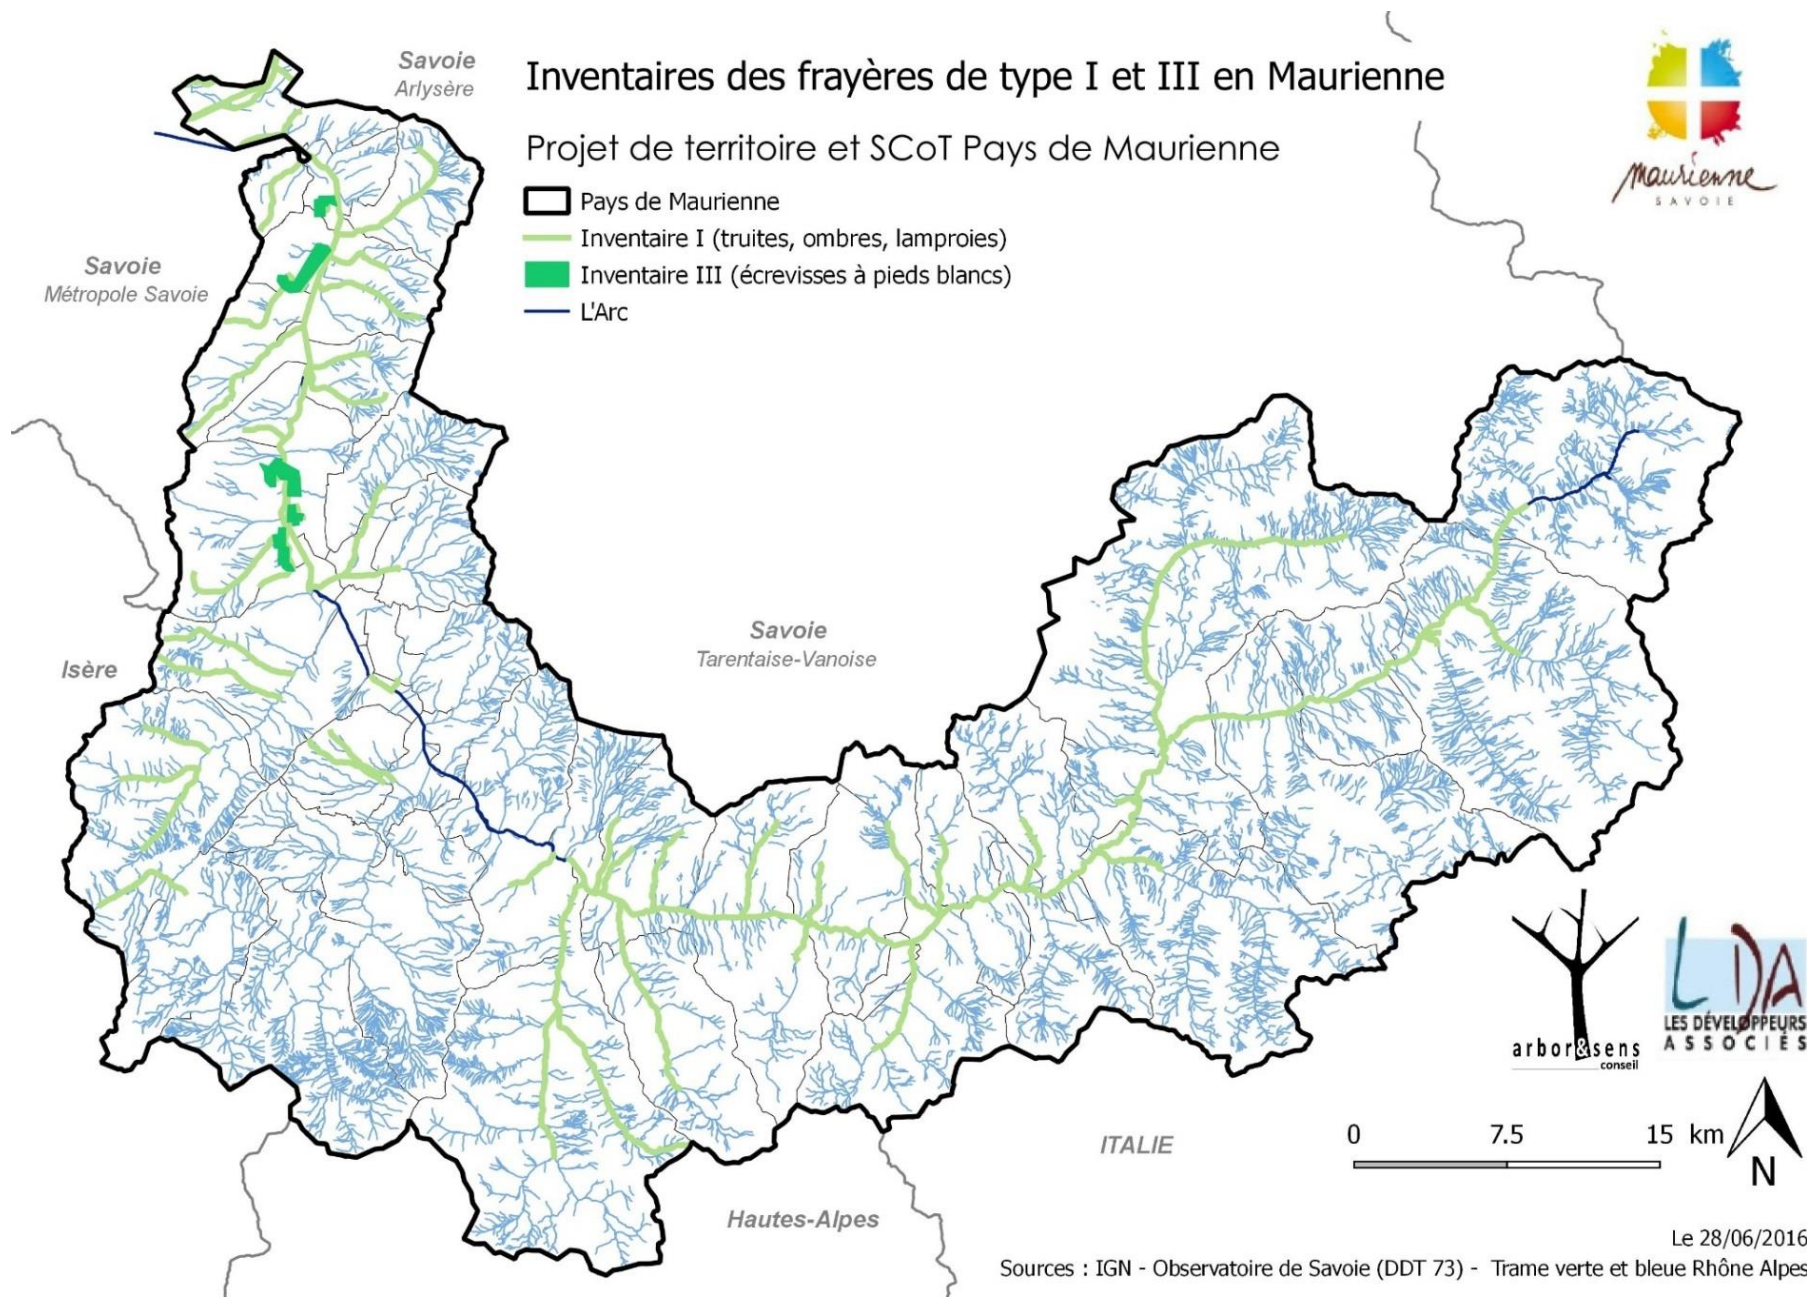 Inventaires des frayères de type I et III en Maurienne
Projet de territoire et SCoT Pays de Maurienne
Pays de Maurienne
Inventaire I (truites, ombres, lamproies)
Inventaire III (écrevisses à pieds blancs)
L'Arc
Savoie
Arlysère
Savoie
Métropole Savoie
Isère
Savoie
Tarentaise-Vanoise
ITALIE
Hautes-Alpes
maurienne
SAVOIE
arbor&sens
conseil
LDA
LES DÉVELOPPEURS
ASSOCIÉS
0 7.5 15 km
N
Le 28/06/2016
Sources : IGN - Observatoire de Savoie (DDT 73) - Trame verte et bleue Rhône Alpes